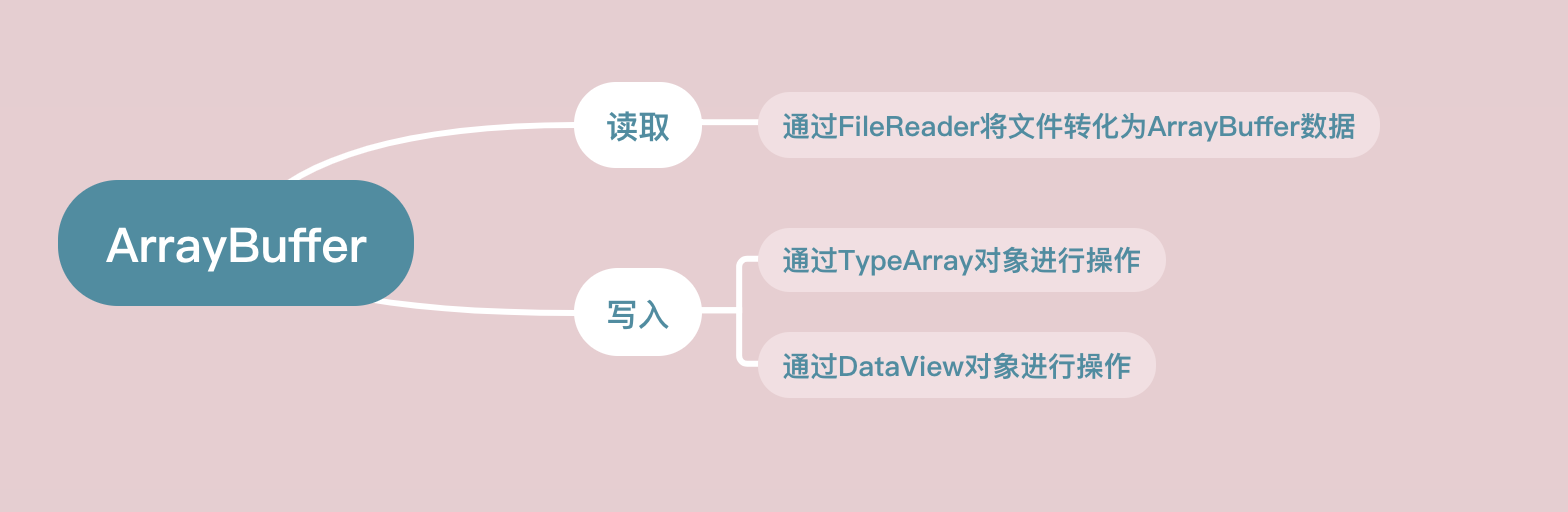 ArrayBuffer
读取
通过FileReader将文件转化为ArrayBuffer数据
写入
通过TypeArray对象进行操作
通过DataView对象进行操作